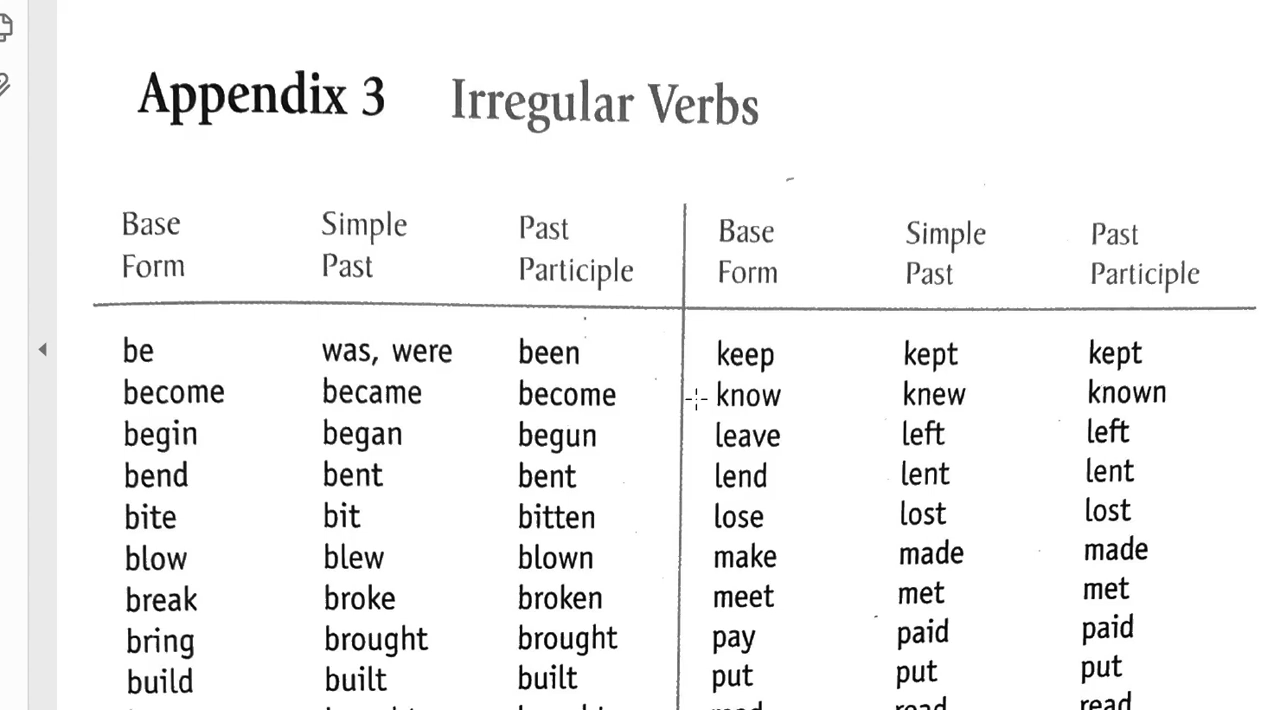 Appendix 3 Irregular Verbs
Base Simple Past Base Simple Past
Form Past Participle Form Past Participle
be was, were been keep kept kept
become became become know knew known
begin began begun leave left left
bend bent bent lend lent lent
bite bit bitten lose lost lost
blow blew blown make made made
break broke broken meet met met
bring brought brought pay paid paid
build built built put put put
read read